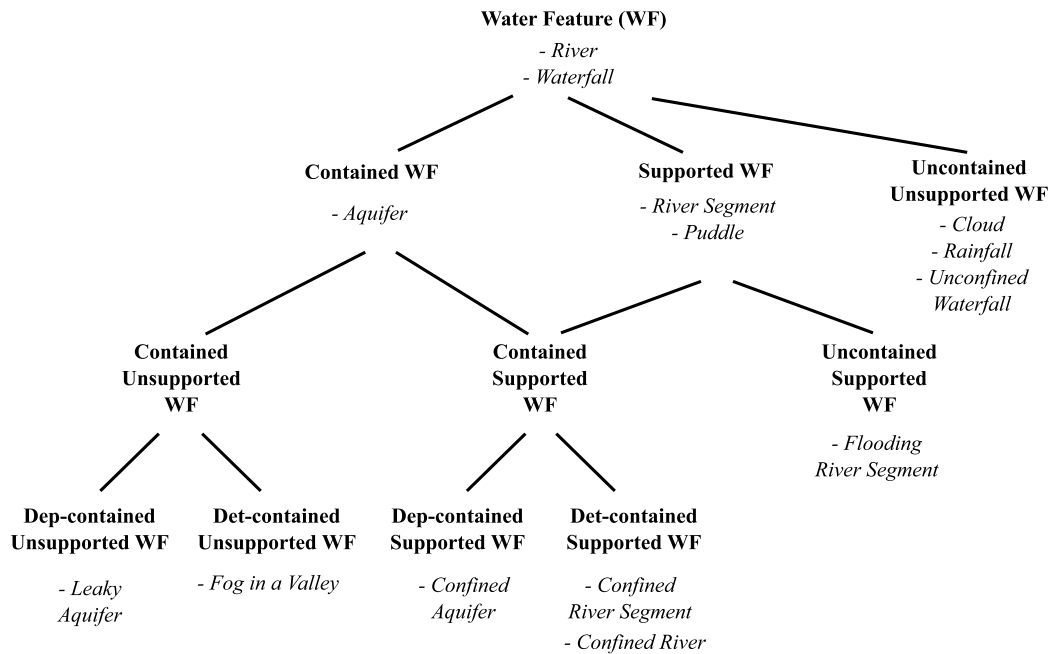 Water Feature (WF)
- River
- Waterfall
Contained WF
- Aquifer
Supported WF
- River Segment
- Puddle
Uncontained
Unsupported WF
- Cloud
- Rainfall
- Unconfined
Waterfall
Contained
Unsupported
WF
Contained
Supported
WF
Uncontained
Supported
WF
- Flooding
River Segment
Dep-contained
Unsupported WF
- Leaky
Aquifer
Det-contained
Unsupported WF
- Fog in a Valley
Dep-contained
Supported WF
- Confined
Aquifer
Det-contained
Supported WF
- Confined
River Segment
- Confined River